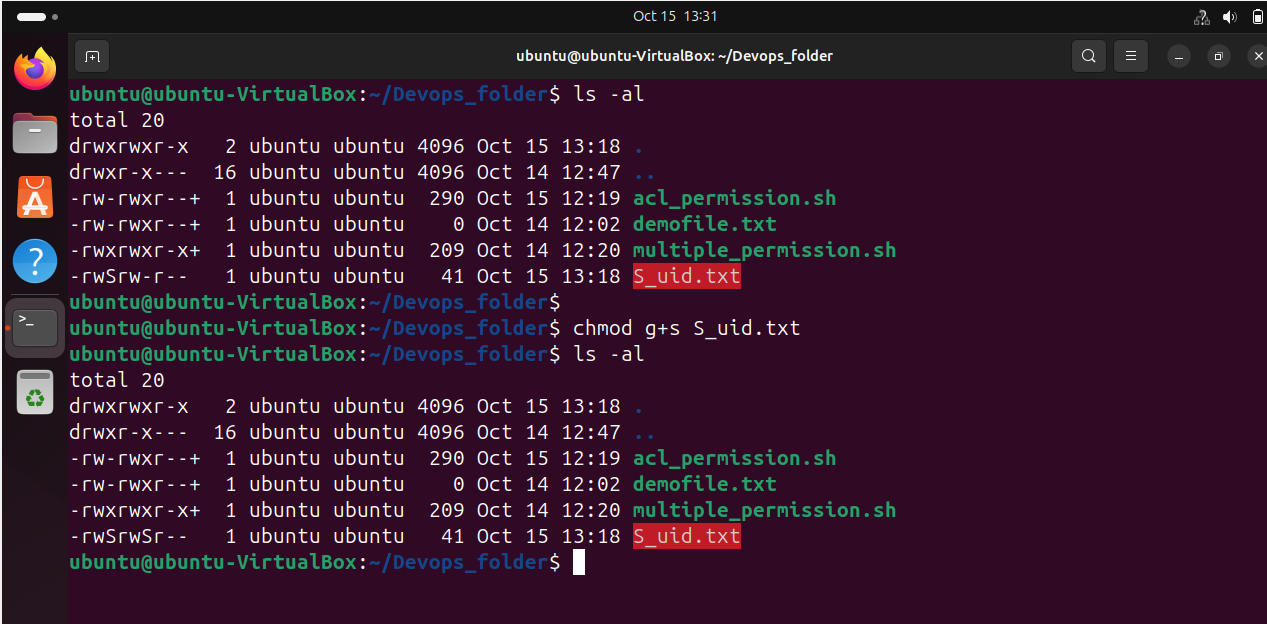 Oct 15 13:31
ubuntu@ubuntu-VirtualBox: ~/Devops_folder
ubuntu@ubuntu-VirtualBox:~/Devops_folder$ ls -al
total 20
drwxrwxr-x   2 ubuntu ubuntu 4096 Oct 15 13:18 .
drwxr-x---  16 ubuntu ubuntu 4096 Oct 14 12:47 ..
-rw-rwxr--+  1 ubuntu ubuntu  290 Oct 15 12:19 acl_permission.sh
-rw-rwxr--+  1 ubuntu ubuntu    0 Oct 14 12:02 demofile.txt
-rwxrwxr-x+  1 ubuntu ubuntu  209 Oct 14 12:20 multiple_permission.sh
-rwSrw-r--   1 ubuntu ubuntu   41 Oct 15 13:18 S_uid.txt
ubuntu@ubuntu-VirtualBox:~/Devops_folder$
ubuntu@ubuntu-VirtualBox:~/Devops_folder$ chmod g+s S_uid.txt
ubuntu@ubuntu-VirtualBox:~/Devops_folder$ ls -al
total 20
drwxrwxr-x   2 ubuntu ubuntu 4096 Oct 15 13:18 .
drwxr-x---  16 ubuntu ubuntu 4096 Oct 14 12:47 ..
-rw-rwxr--+  1 ubuntu ubuntu  290 Oct 15 12:19 acl_permission.sh
-rw-rwxr--+  1 ubuntu ubuntu    0 Oct 14 12:02 demofile.txt
-rwxrwxr-x+  1 ubuntu ubuntu  209 Oct 14 12:20 multiple_permission.sh
-rwSrwSr--   1 ubuntu ubuntu   41 Oct 15 13:18 S_uid.txt
ubuntu@ubuntu-VirtualBox:~/Devops_folder$